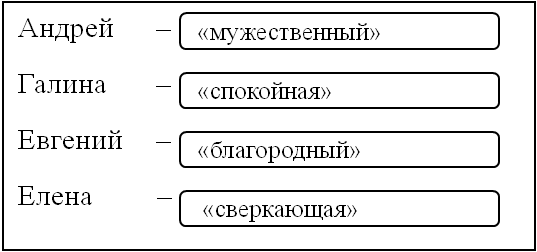 Андрей – «мужественный»
Галина – «спокойная»
Евгений – «благородный»
Елена – «сверкающая»